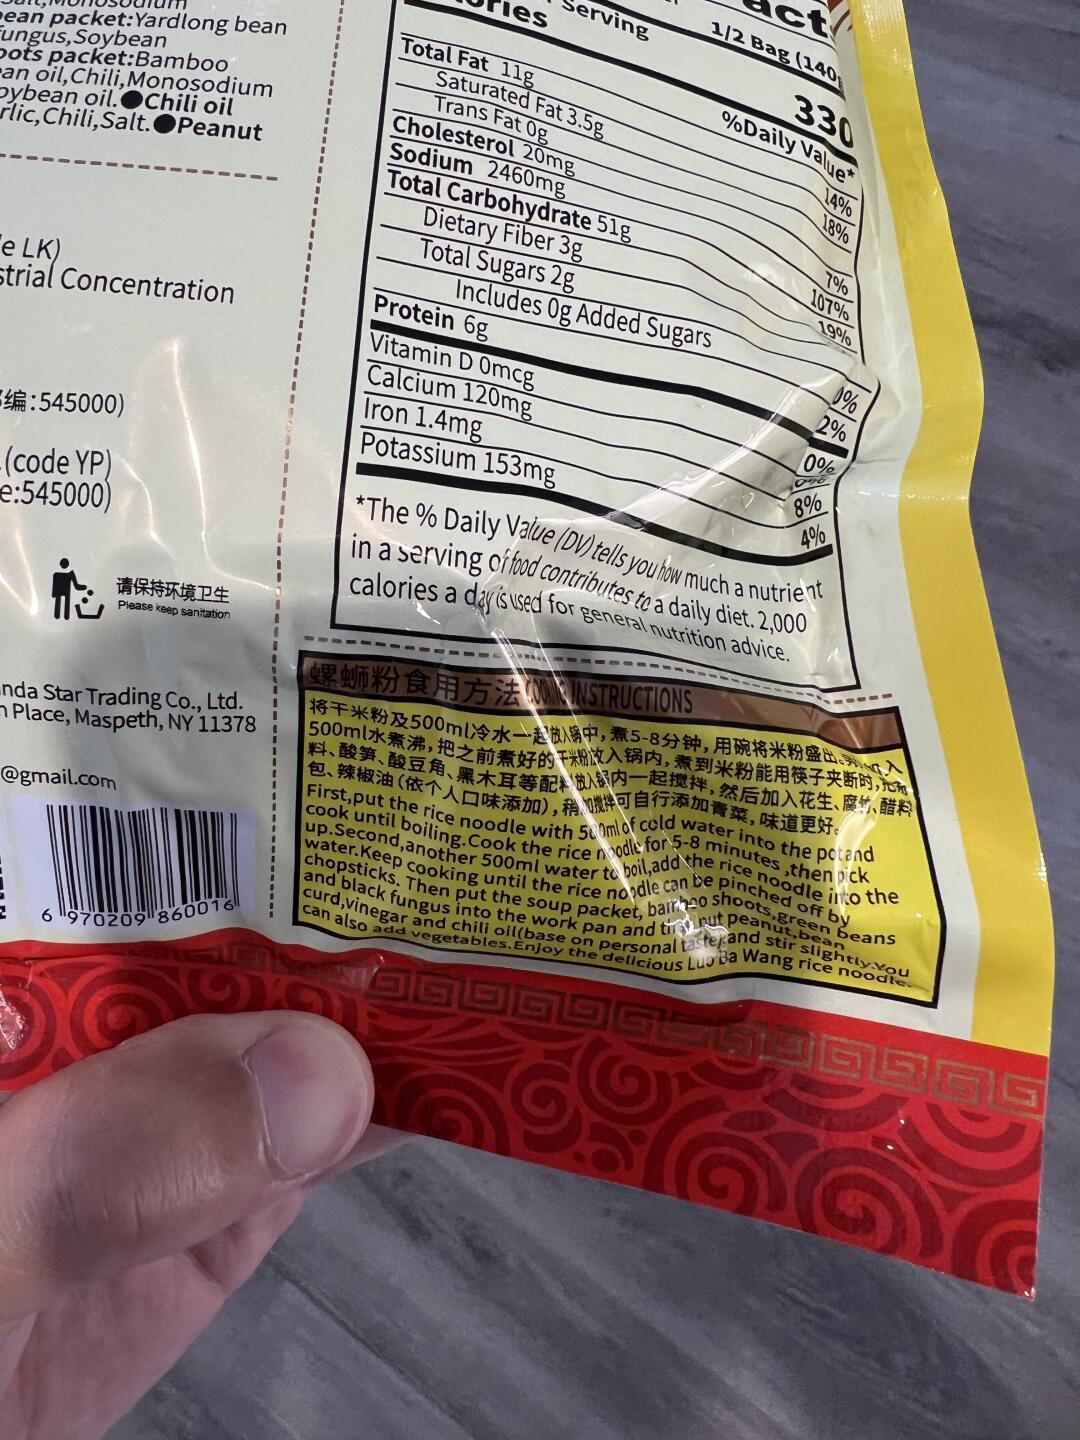 Salt,Monosodium
ean packet:Yardlong bean
fungus,Soybean
oots packet:Bamboo
an oil,Chili,Monosodium
oybean oil.●Chili oil
rlic,Chili,Salt.●Peanut
e LK)
strial Concentration
编:545000)
(code YP)
e:545000)
请保持环境卫生
Please keep sanitation
nda Star Trading Co., Ltd.
n Place, Maspeth, NY 11378
@gmail.com
6 970209 860016
act
Serving
1/2 Bag (140g
ories
330
%Daily Value*
Total Fat 11g 14%
Saturated Fat 3.5g 18%
Trans Fat 0g
Cholesterol 20mg 7%
Sodium 2460mg 107%
Total Carbohydrate 51g 19%
Dietary Fiber 3g
Total Sugars 2g
Includes 0g Added Sugars 0%
Protein 6g 2%
Vitamin D 0mcg 0%
Calcium 120mg
Iron 1.4mg 8%
Potassium 153mg 4%
*The % Daily Value (DV) tells you how much a nutrient
in a serving of food contributes to a daily diet. 2,000
calories a day is used for general nutrition advice.
螺蛳粉食用方法 COOKING INSTRUCTIONS
将干米粉及500ml冷水一起放入锅中,煮5-8分钟,用碗将米粉盛出。入
500ml水煮沸,把之前煮好的干米粉放入锅内,煮到米粉能用筷子夹断时,
料、酸笋、酸豆角、黑木耳等配料放入锅内一起搅拌,然后加入花生、腐竹、醋料
包、辣椒油(依个人口味添加),稍加搅拌可自行添加青菜,味道更好。
First,put the rice noodle with 500ml of cold water into the pot and
cook until boiling.Cook the rice noodle for 5-8 minutes ,then pick
up.Second,another 500ml water to boil,add the rice noodle into the
water.Keep cooking until the rice noodle can be pinched off by
chopsticks. Then put the soup packet, bamboo shoots,green beans
and black fungus into the work pan and peanut,bean
curd,vinegar and chili oil(base on personal taste)and stir slightly.You
can also add vegetables.Enjoy the delicious Luo Ba Wang rice noodle.